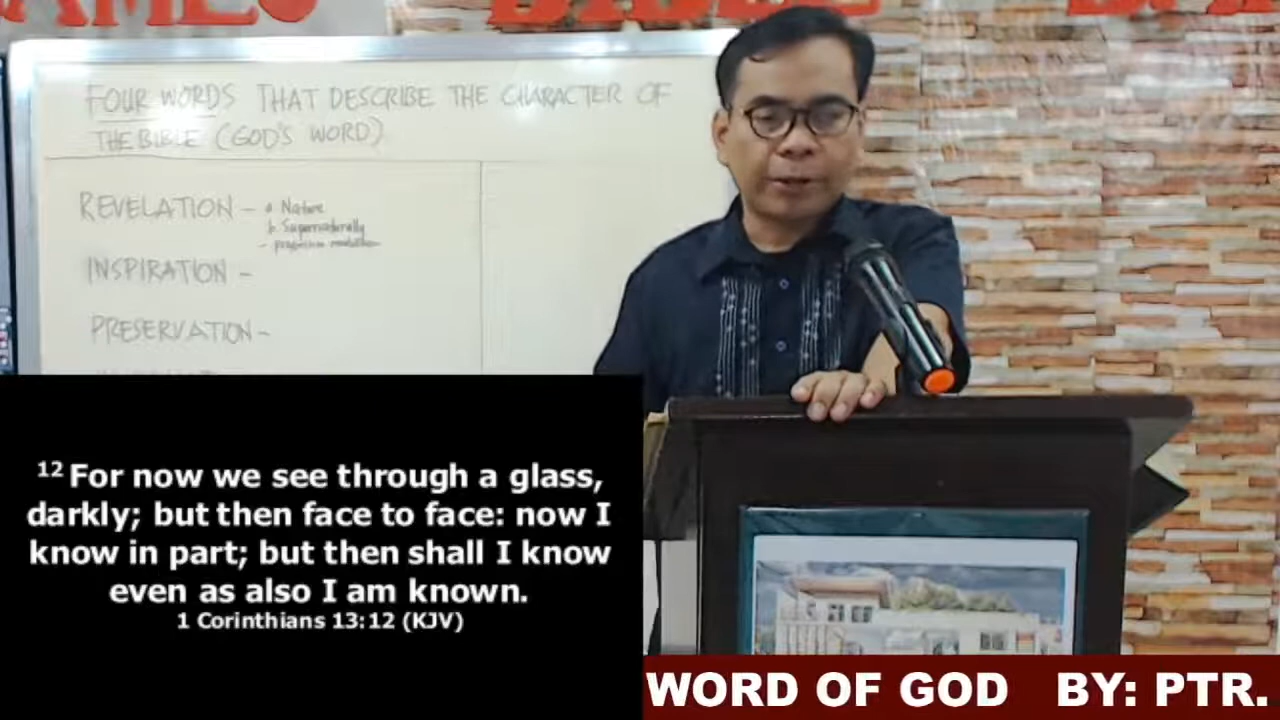 BIBLE
FOUR WORDS THAT DESCRIBE THE CHARACTER OF
THE BIBLE (GOD'S WORD)
REVELATION - a. Nature
b. Supernaturally
INSPIRATION -
PRESERVATION -
12 For now we see through a glass,
darkly; but then face to face: now I
know in part; but then shall I know
even as also I am known.
1 Corinthians 13:12 (KJV)
WORD OF GOD BY: PTR.